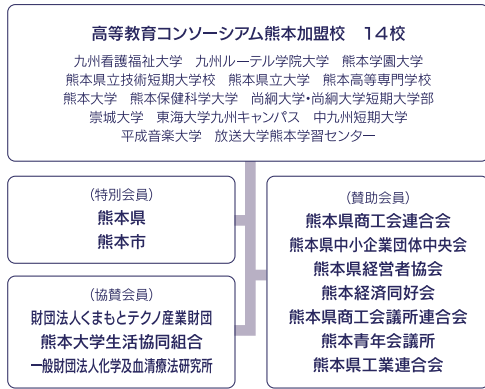 高等教育コンソーシアム熊本加盟校　14校
九州看護福祉大学　九州ルーテル学院大学　熊本学園大学
熊本県立技術短期大学校　熊本県立大学　熊本高等専門学校
熊本大学　熊本保健科学大学　尚絅大学・尚絅大学短期大学部
崇城大学　東海大学九州キャンパス　中九州短期大学
平成音楽大学　放送大学熊本学習センター
（特別会員）
熊本県
熊本市
（協賛会員）
財団法人くまもとテクノ産業財団
熊本大学生活協同組合
一般財団法人化学及血清療法研究所
（賛助会員）
熊本県商工会連合会
熊本県中小企業団体中央会
熊本県経営者協会
熊本経済同好会
熊本県商工会議所連合会
熊本青年会議所
熊本県工業連合会